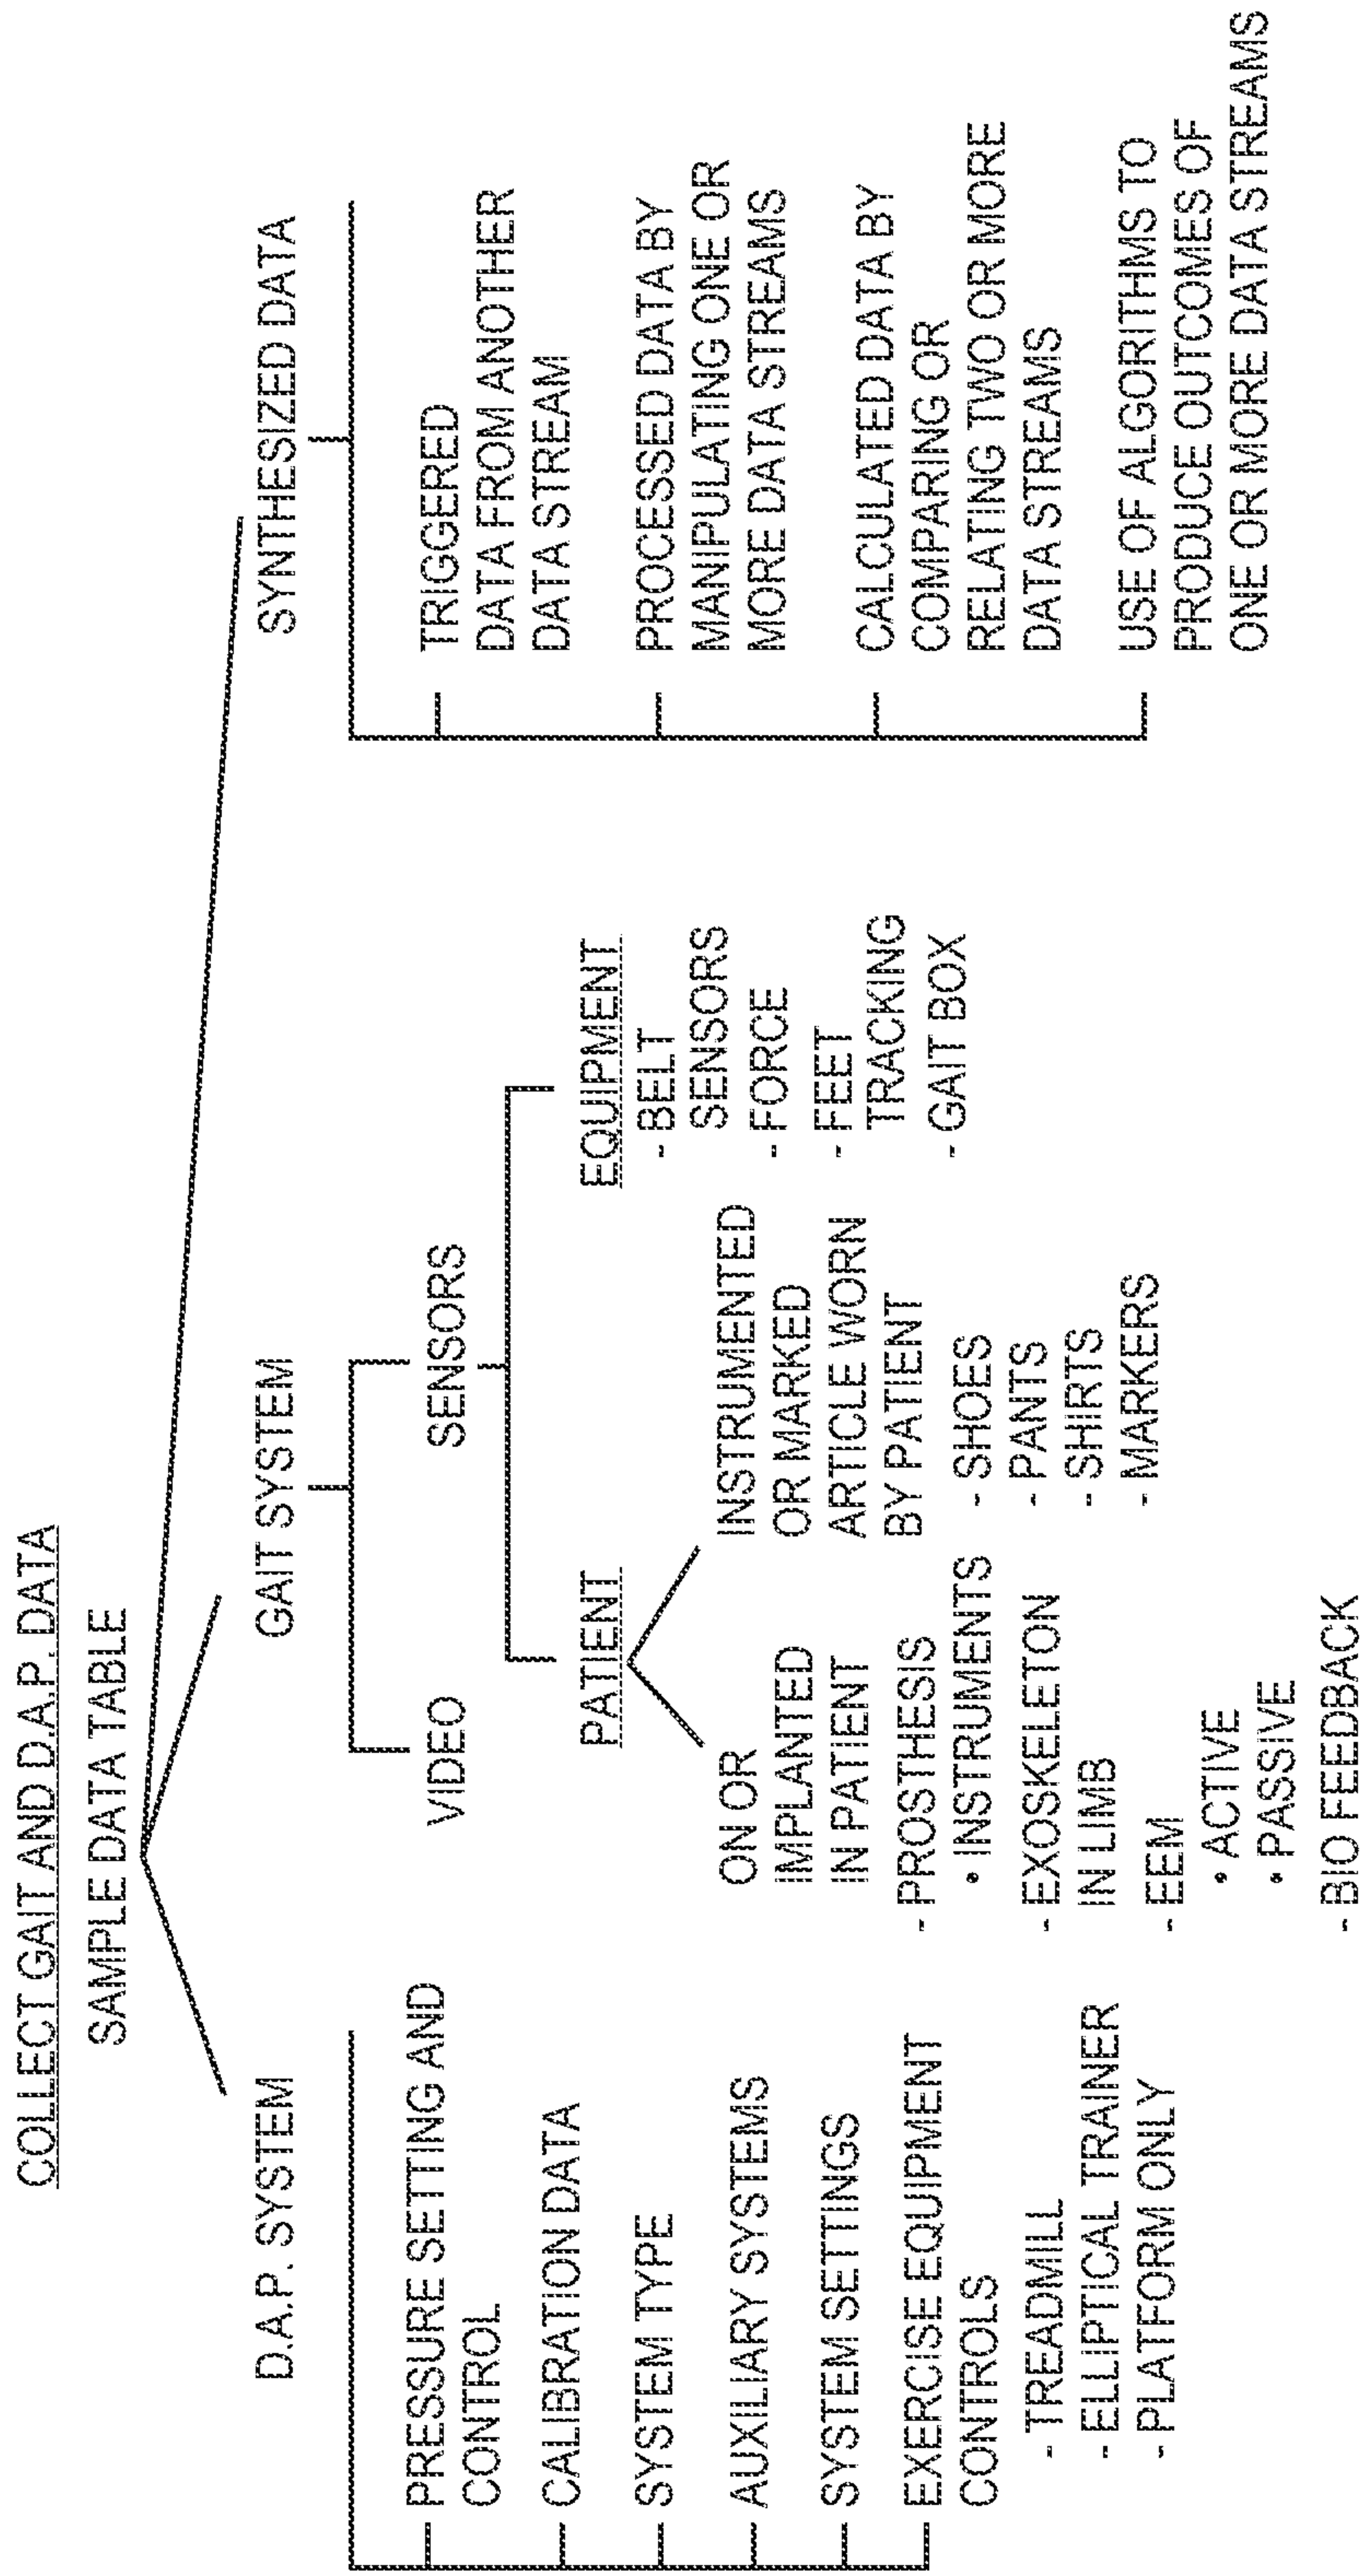 COLLECT GAIT AND D.A.P. DATA
SAMPLE DATA TABLE
D.A.P. SYSTEM
PRESSURE SETTING AND
CONTROL
CALIBRATION DATA
SYSTEM TYPE
AUXILIARY SYSTEMS
SYSTEM SETTINGS
EXERCISE EQUIPMENT
CONTROLS
- TREADMILL
- ELLIPTICAL TRAINER
- PLATFORM ONLY
GAIT SYSTEM
VIDEO
SENSORS
PATIENT
ON OR
IMPLANTED
IN PATIENT
- PROSTHESIS
• INSTRUMENTS
- EXOSKELETON
IN LIMB
- EEM
• ACTIVE
• PASSIVE
- BIO FEEDBACK
INSTRUMENTED
OR MARKED
ARTICLE WORN
BY PATIENT
- SHOES
- PANTS
- SHIRTS
- MARKERS
EQUIPMENT
- BELT
SENSORS
- FORCE
- FEET
TRACKING
- GAIT BOX
SYNTHESIZED DATA
TRIGGERED
DATA FROM ANOTHER
DATA STREAM
PROCESSED DATA BY
MANIPULATING ONE OR
MORE DATA STREAMS
CALCULATED DATA BY
COMPARING OR
RELATING TWO OR MORE
DATA STREAMS
USE OF ALGORITHMS TO
PRODUCE OUTCOMES OF
ONE OR MORE DATA STREAMS